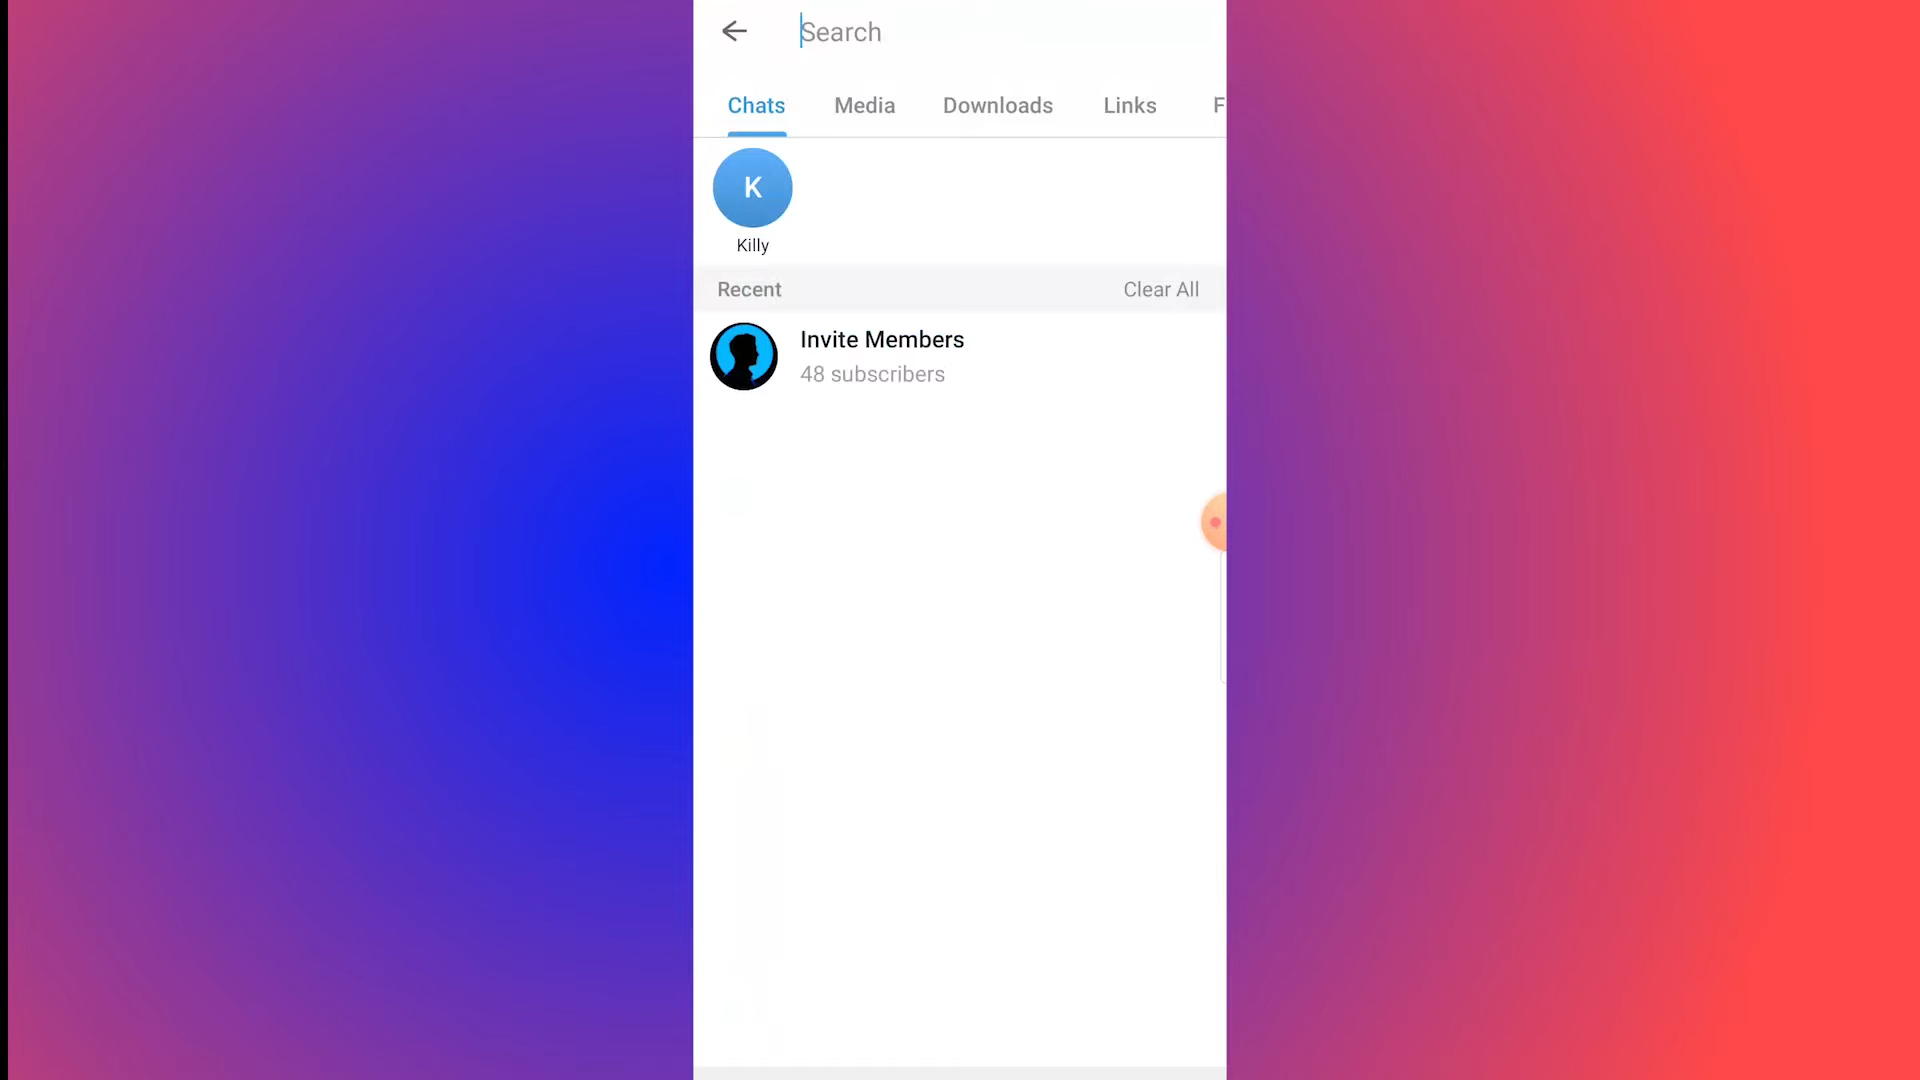 Search
Chats Media Downloads Links F
K
Killy
Recent Clear All
Invite Members
48 subscribers